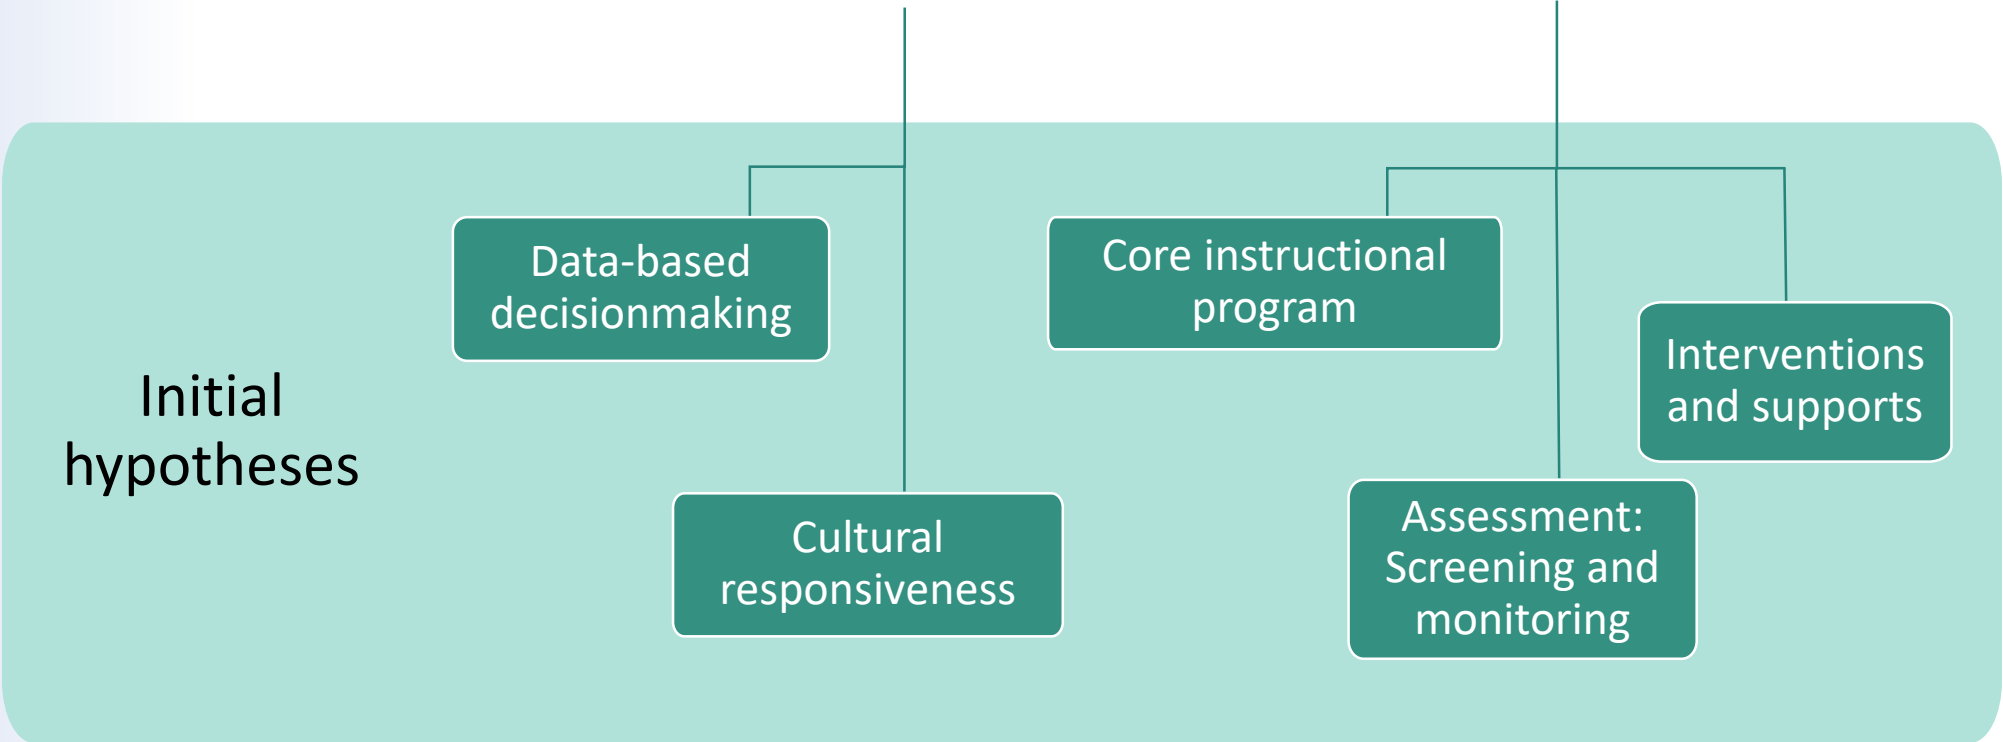 Initial
hypotheses
Data-based
decisionmaking
Cultural
responsiveness
Core instructional
program
Assessment:
Screening and
monitoring
Interventions
and supports